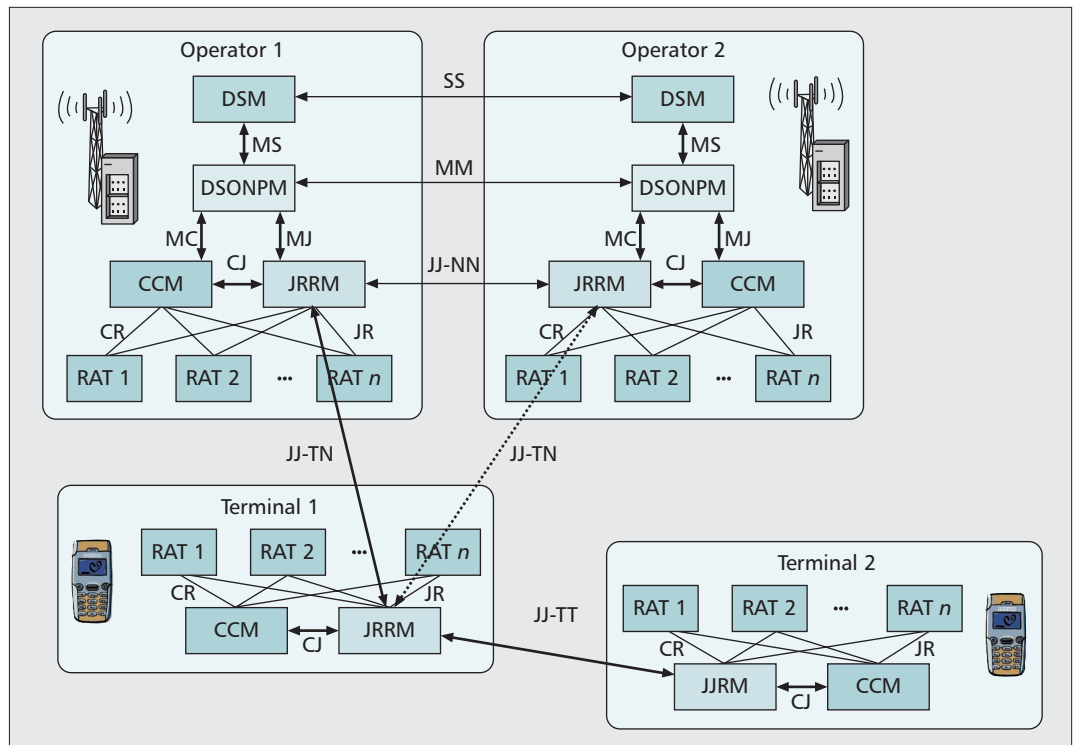 Operator 1
DSM
MS
DSONPM
MC
MJ
CJ
CCM
JRRM
CR
JR
RAT 1
RAT 2
...
RAT n
SS
MM
JJ-NN
Operator 2
DSM
MS
DSONPM
MC
MJ
CJ
JRRM
CCM
CR
JR
RAT 1
RAT 2
...
RAT n
JJ-TN
JJ-TN
Terminal 1
RAT 1
RAT 2
...
RAT n
CR
JR
CCM
CJ
JRRM
JJ-TT
Terminal 2
RAT 1
RAT 2
...
RAT n
CR
JR
JJRM
CJ
CCM